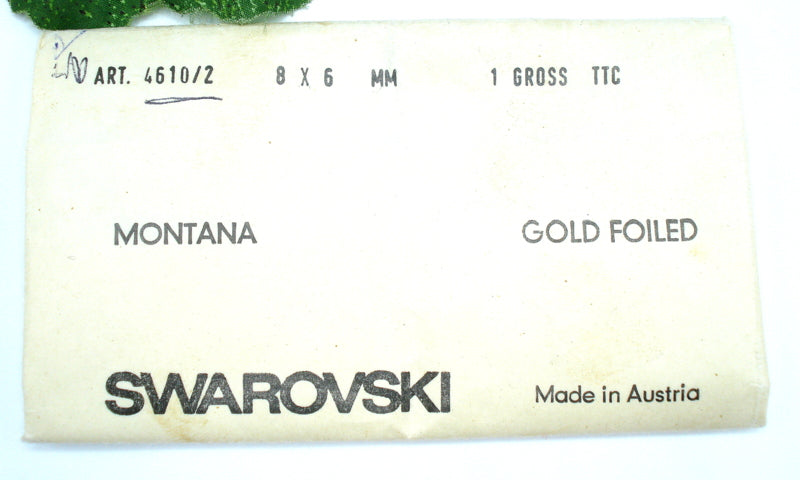 ART. 4610/2 8 X 6 MM 1 GROSS TTC
MONTANA GOLD FOILED
SWAROVSKI Made in Austria